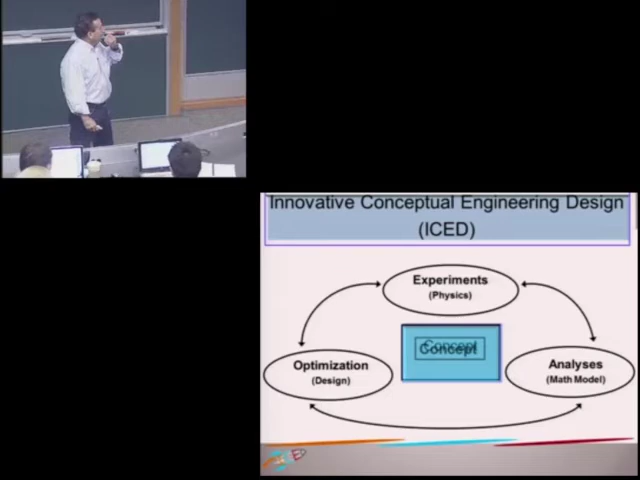 Innovative Conceptual Engineering Design
(ICED)
Experiments
(Physics)
Concept
Optimization
(Design)
Analyses
(Math Model)